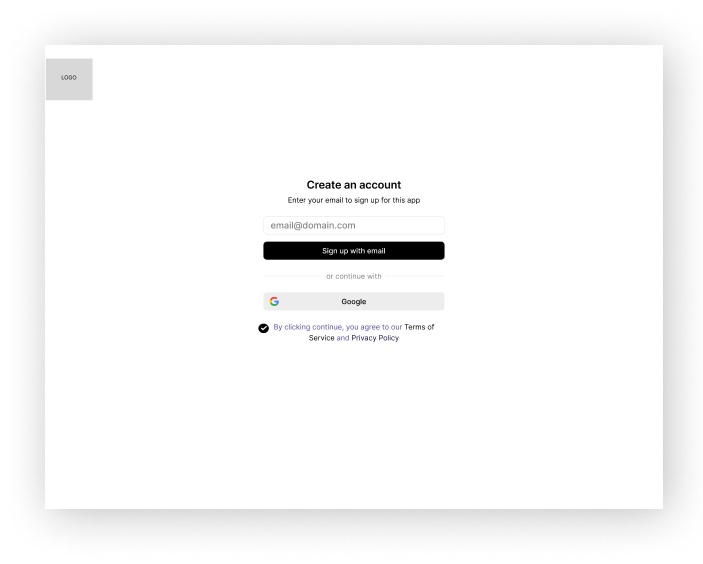 LOGO
Create an account
Enter your email to sign up for this app
email@domain.com
Sign up with email
or continue with
Google
By clicking continue, you agree to our Terms of
Service and Privacy Policy